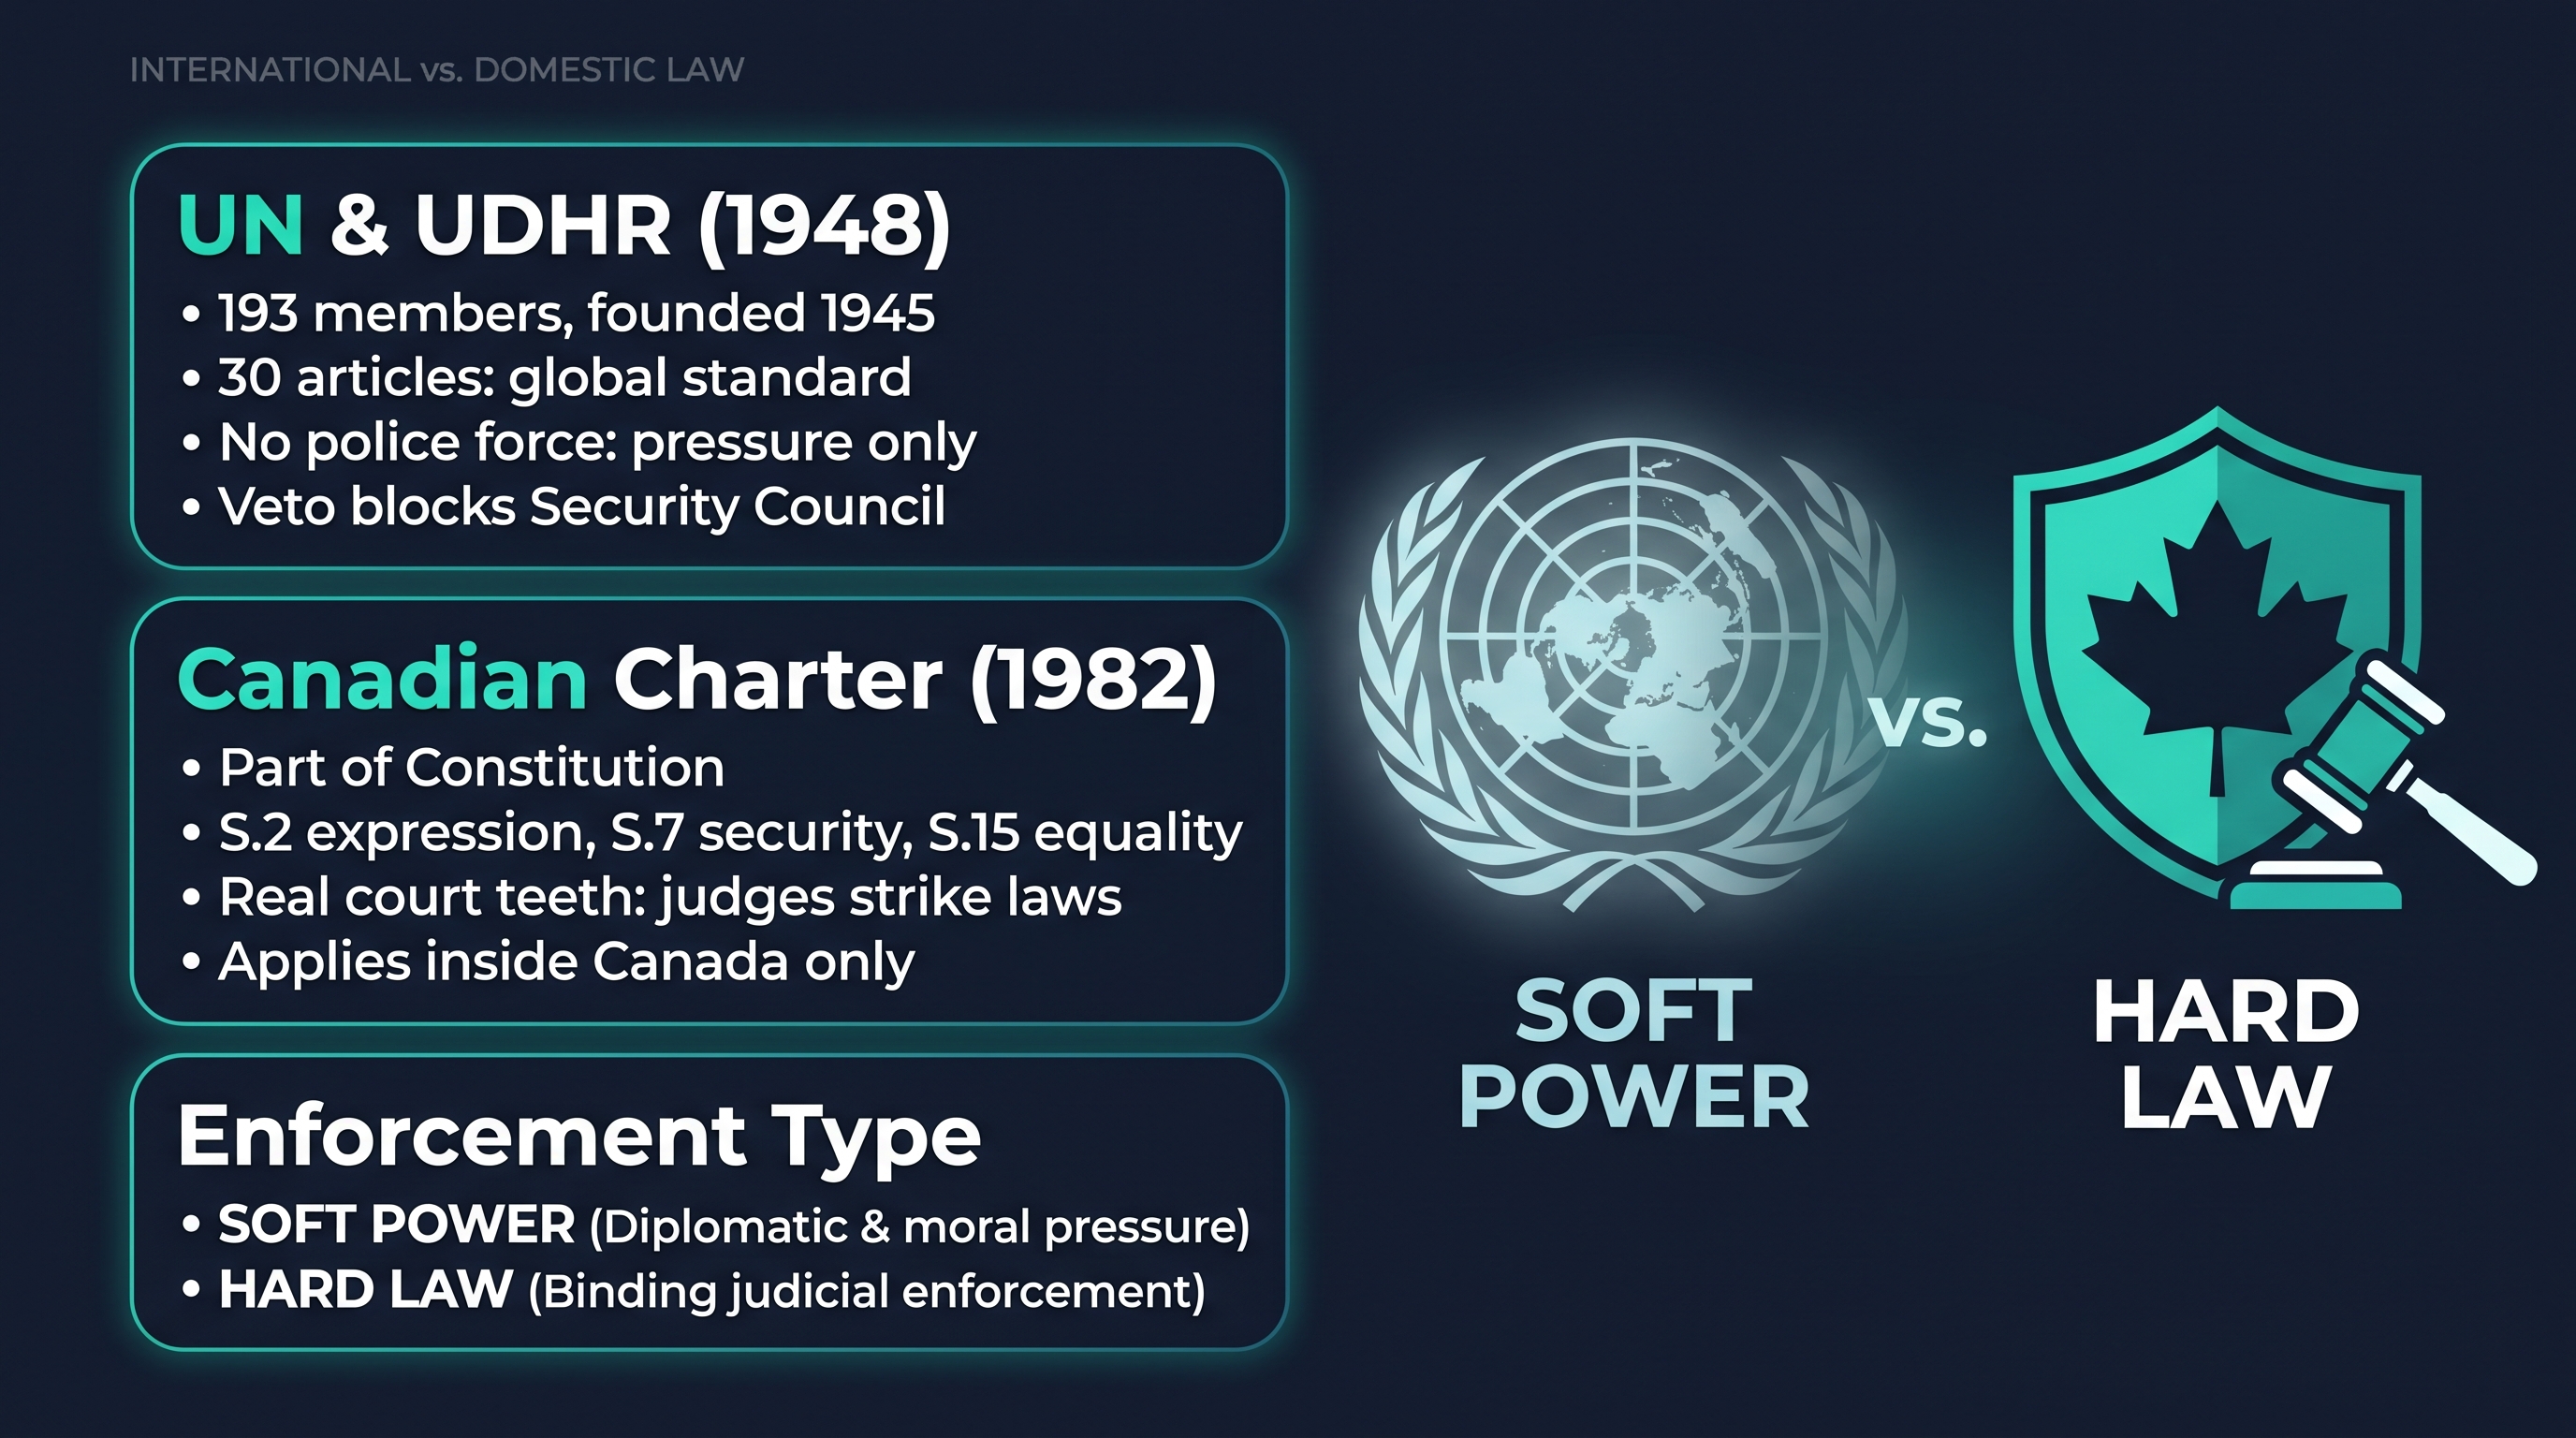 INTERNATIONAL vs. DOMESTIC LAW
UN & UDHR (1948)
• 193 members, founded 1945
• 30 articles: global standard
• No police force: pressure only
• Veto blocks Security Council
Canadian Charter (1982)
• Part of Constitution
• S.2 expression, S.7 security, S.15 equality
• Real court teeth: judges strike laws
• Applies inside Canada only
Enforcement Type
• SOFT POWER (Diplomatic & moral pressure)
• HARD LAW (Binding judicial enforcement)
vs.
SOFT
POWER
HARD
LAW